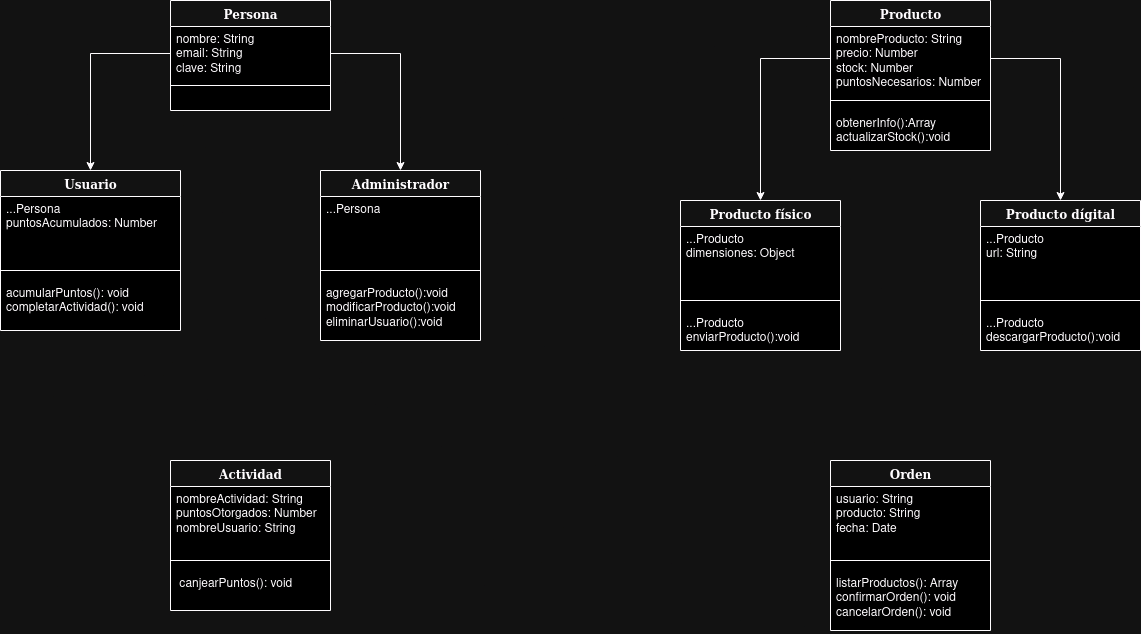 Persona
nombre: String
email: String
clave: String
Producto
nombreProducto: String
precio: Number
stock: Number
puntosNecesarios: Number
obtenerInfo():Array
actualizarStock():void
Usuario
...Persona
puntosAcumulados: Number
acumularPuntos(): void
completarActividad(): void
Administrador
...Persona
agregarProducto():void
modificarProducto():void
eliminarUsuario():void
Producto físico
...Producto
dimensiones: Object
...Producto
enviarProducto():void
Producto dígital
...Producto
url: String
...Producto
descargarProducto():void
Actividad
nombreActividad: String
puntosOtorgados: Number
nombreUsuario: String
canjearPuntos(): void
Orden
usuario: String
producto: String
fecha: Date
listarProductos(): Array
confirmarOrden(): void
cancelarOrden(): void